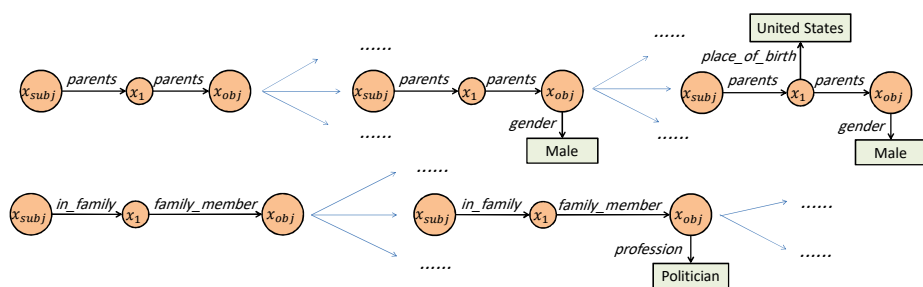 United States
......
......
place_of_birth
parents parents
parents parents
parents parents
x_subj x_1 x_obj
x_subj x_1 x_obj
x_subj x_1 x_obj
gender
gender
......
......
Male
Male
......
......
in_family family_member
in_family family_member
x_subj x_1 x_obj
x_subj x_1 x_obj
......
profession
......
......
Politician